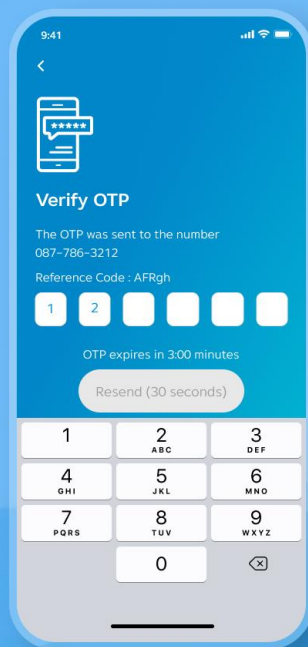 9:41
*****
Verify OTP
The OTP was sent to the number
087-786-3212
Reference Code : AFRgh
1 2
OTP expires in 3:00 minutes
Resend (30 seconds)
1 2 3
ABC DEF
4 5 6
GHI JKL MNO
7 8 9
PQRS TUV WXYZ
0